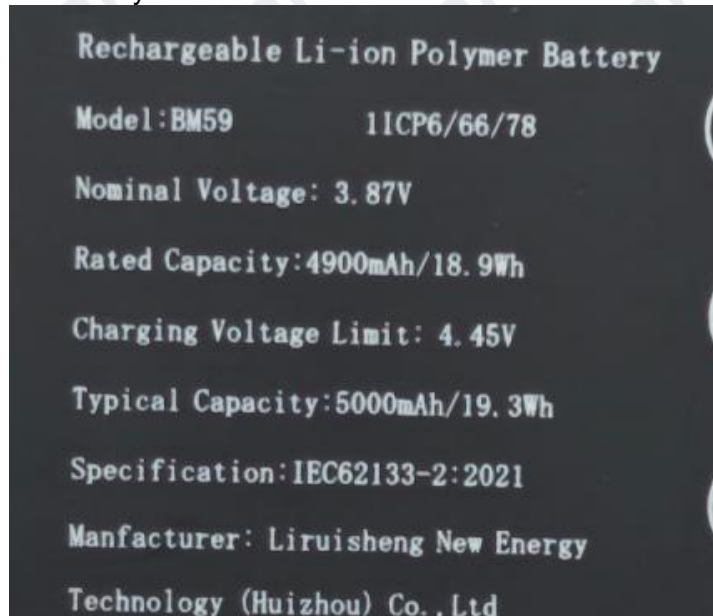 Rechargeable Li-ion Polymer Battery
Model:BM59 1ICP6/66/78
Nominal Voltage: 3.87V
Rated Capacity:4900mAh/18.9Wh
Charging Voltage Limit: 4.45V
Typical Capacity:5000mAh/19.3Wh
Specification:IEC62133-2:2021
Manfacturer: Liruisheng New Energy
Technology (Huizhou) Co.,Ltd